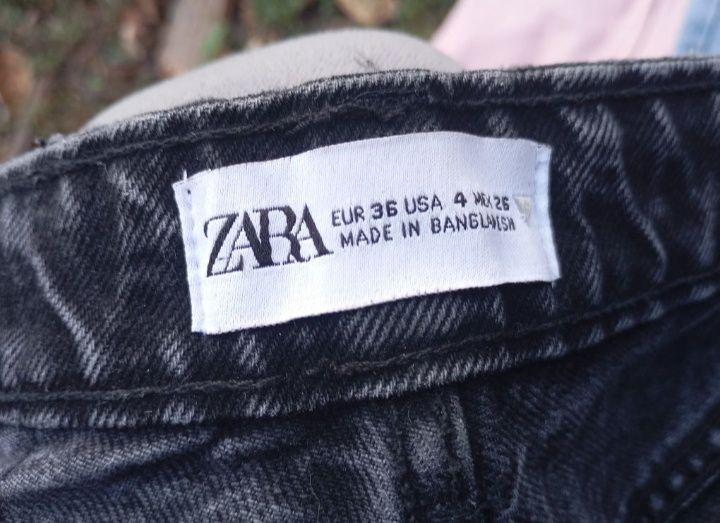 ZARA
EUR 36 USA 4 MEX 26
MADE IN BANGLADESH